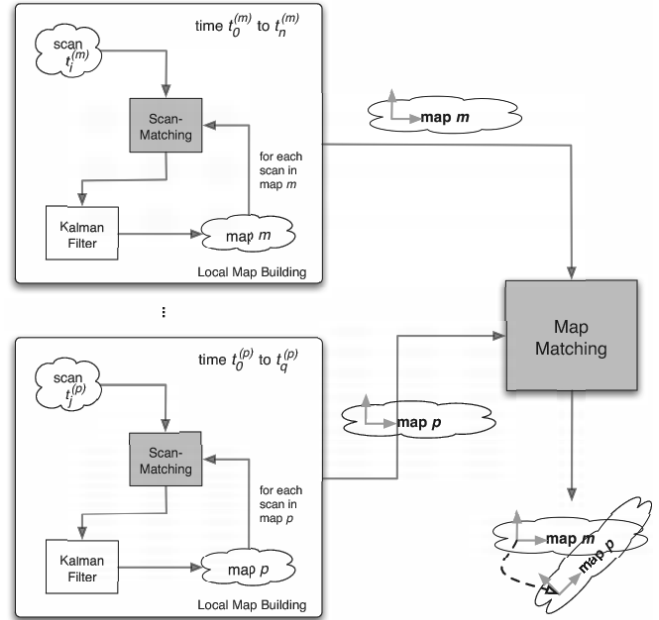 time t₀⁽ᵐ⁾ to tₙ⁽ᵐ⁾
scan
tᵢ⁽ᵐ⁾
Scan-
Matching
for each
scan in
map m
Kalman
Filter
map m
Local Map Building
map m
...
time t₀⁽ᵖ⁾ to t_q⁽ᵖ⁾
scan
tⱼ⁽ᵖ⁾
Scan-
Matching
for each
scan in
map p
Kalman
Filter
map p
Local Map Building
map p
Map
Matching
map m
map p